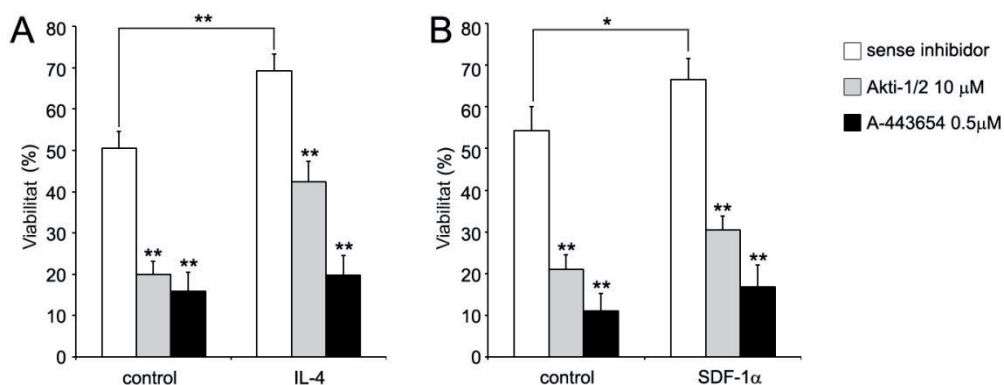 A
**
80
70
60
50
40
30
20
10
0
Viabilitat (%)
**
**
**
**
control
IL-4
B
*
80
70
60
50
40
30
20
10
0
Viabilitat (%)
**
**
**
**
control
SDF-1α
sense inhibidor
Akti-1/2 10 μM
A-443654 0.5μM